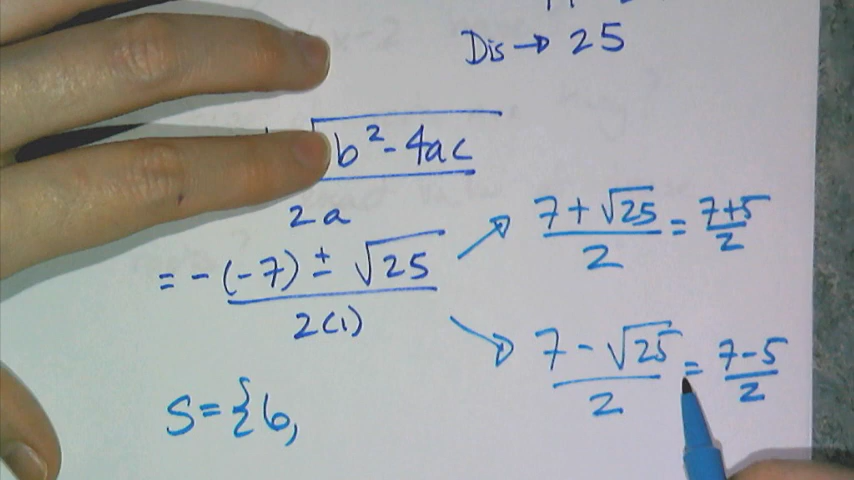 Dis → 25
√b² - 4ac
2a
= -(-7) ± √25
2(1)
7 + √25 = 7+5
2 2
7 - √25 = 7-5
2 2
S = {6,